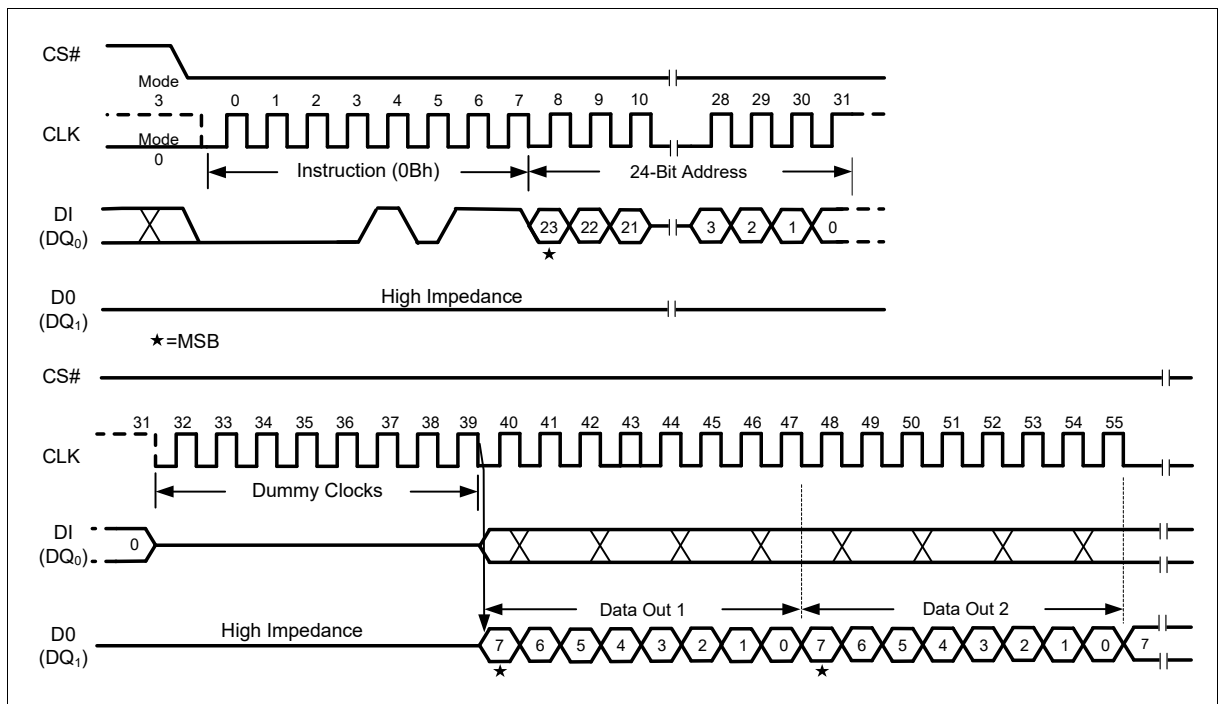 CS#
Mode
3
0 1 2 3 4 5 6 7 8 9 10 28 29 30 31
CLK
Mode
0
Instruction (0Bh) 24-Bit Address
DI
(DQ0)
23 22 21 3 2 1 0
★
D0
(DQ1)
High Impedance
★=MSB
CS#
31 32 33 34 35 36 37 38 39 40 41 42 43 44 45 46 47 48 49 50 51 52 53 54 55
CLK
Dummy Clocks
DI
(DQ0)
0
Data Out 1 Data Out 2
D0
(DQ1)
High Impedance
7 6 5 4 3 2 1 0 7 6 5 4 3 2 1 0 7
★ ★